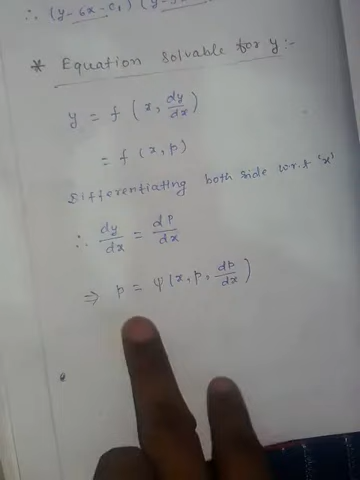 ∴ (y-6x-c₁) (y-
* Equation solvable for y :-
y = f (x, dy/dx)
= f (x, p)
Differentiating both side w.r.t 'x'
∴ dy/dx = dp/dx
⇒ p = ψ(x, p, dp/dx)